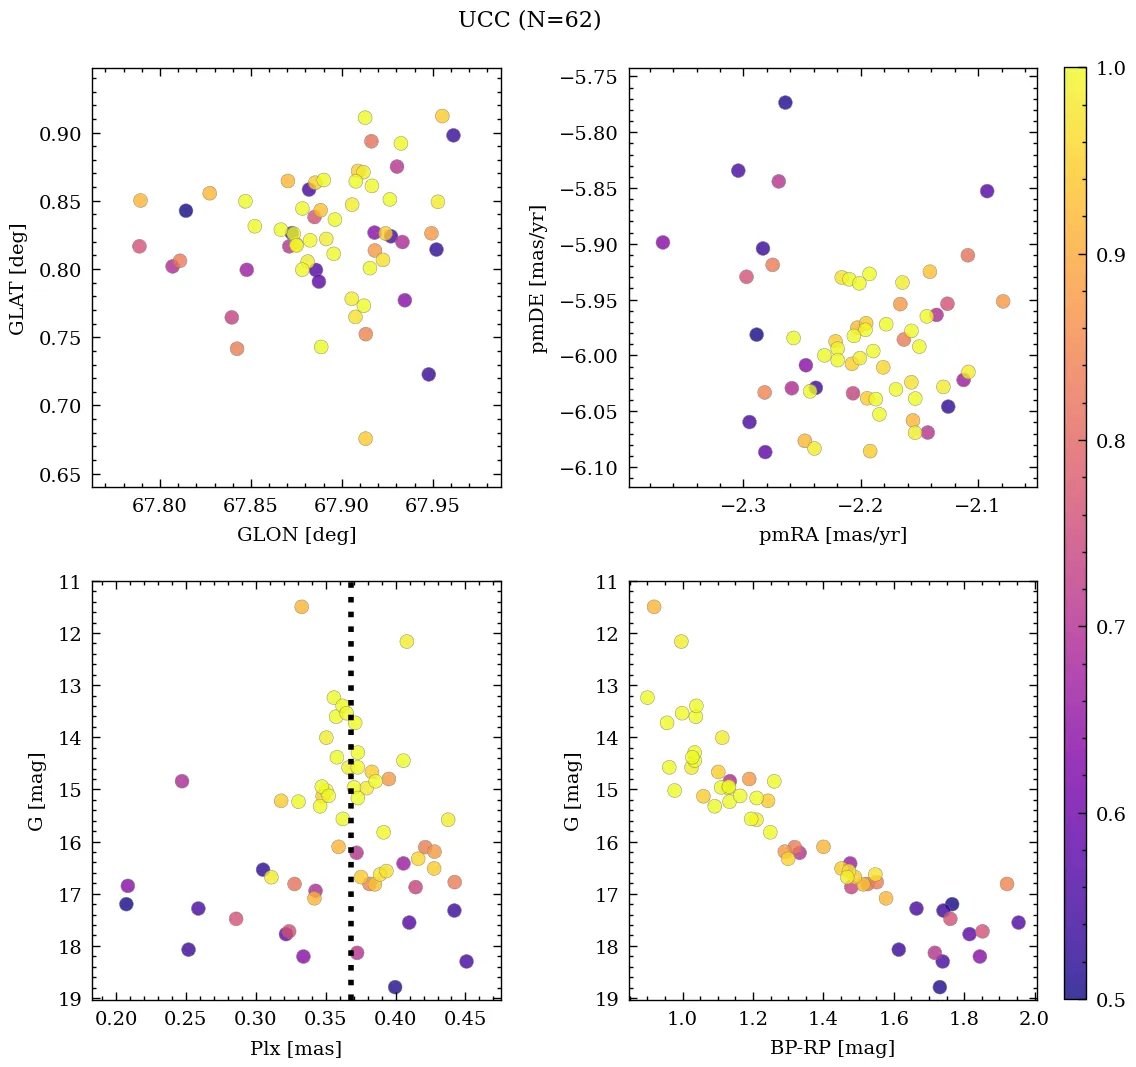 UCC (N=62)
0.90
0.85
0.80
0.75
0.70
0.65
GLAT [deg]
67.80 67.85 67.90 67.95
GLON [deg]
−5.75
−5.80
−5.85
−5.90
−5.95
−6.00
−6.05
−6.10
pmDE [mas/yr]
−2.3 −2.2 −2.1
pmRA [mas/yr]
11
12
13
14
15
16
17
18
19
G [mag]
0.20 0.25 0.30 0.35 0.40 0.45
Plx [mas]
11
12
13
14
15
16
17
18
19
G [mag]
1.0 1.2 1.4 1.6 1.8 2.0
BP-RP [mag]
1.0
0.9
0.8
0.7
0.6
0.5